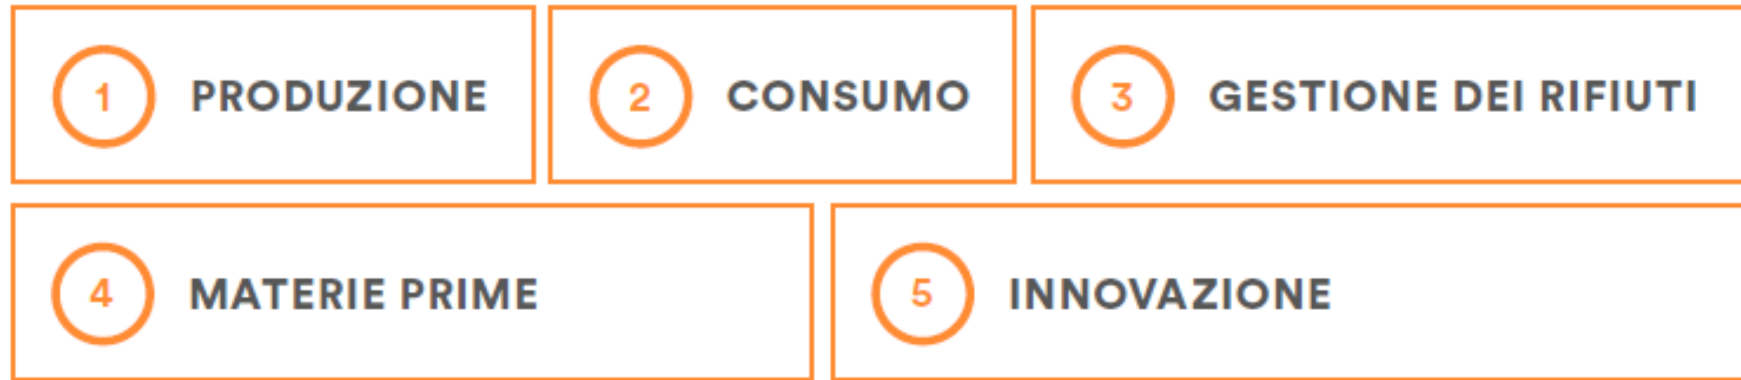 1 PRODUZIONE
2 CONSUMO
3 GESTIONE DEI RIFIUTI
4 MATERIE PRIME
5 INNOVAZIONE